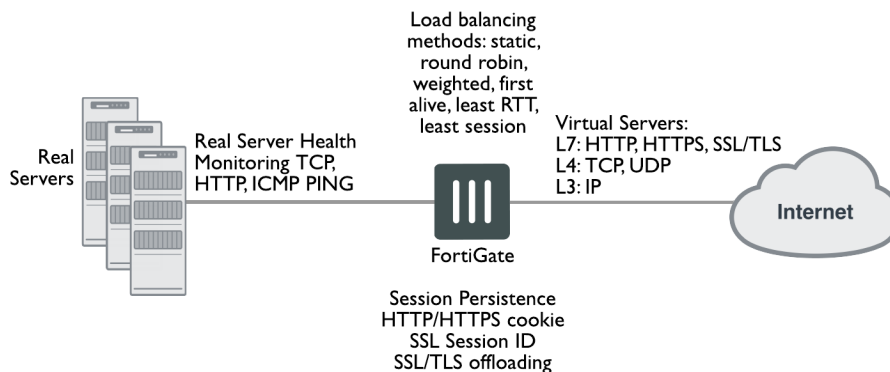 Load balancing
methods: static,
round robin,
weighted, first
alive, least RTT,
least session
Real
Servers
Real Server Health
Monitoring TCP,
HTTP, ICMP PING
Virtual Servers:
L7: HTTP, HTTPS, SSL/TLS
L4: TCP, UDP
L3: IP
Internet
FortiGate
Session Persistence
HTTP/HTTPS cookie
SSL Session ID
SSL/TLS offloading